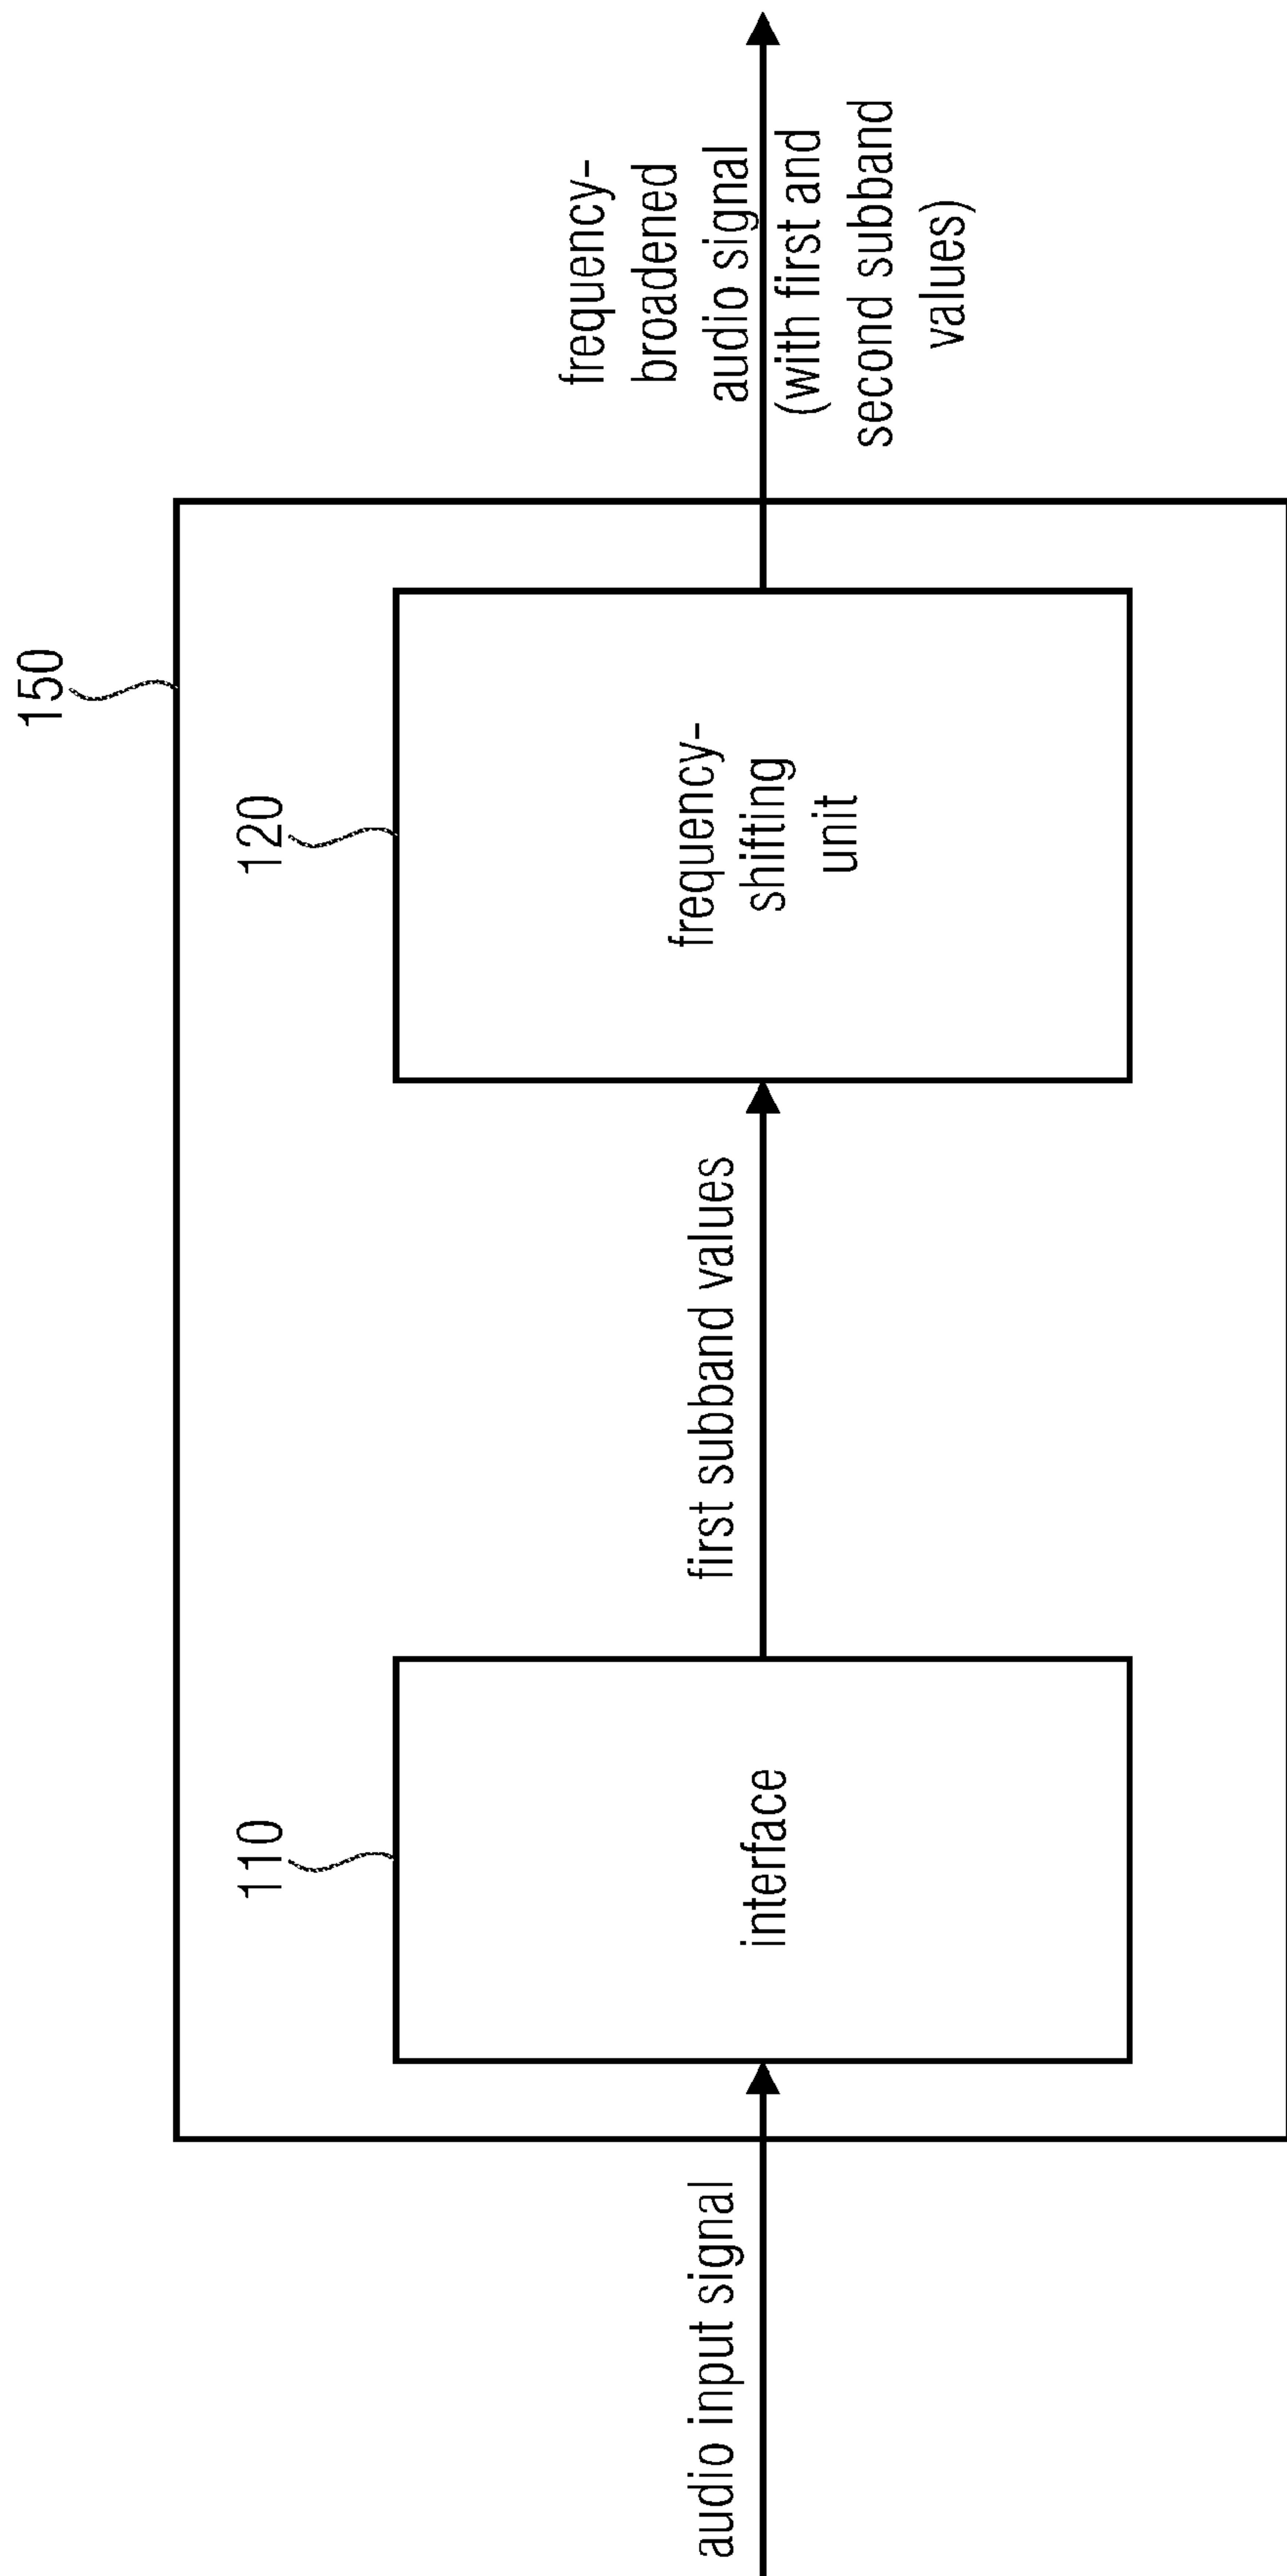 150
110
120
audio input signal
interface
first subband values
frequency-
shifting
unit
frequency-
broadened
audio signal
(with first and
second subband
values)